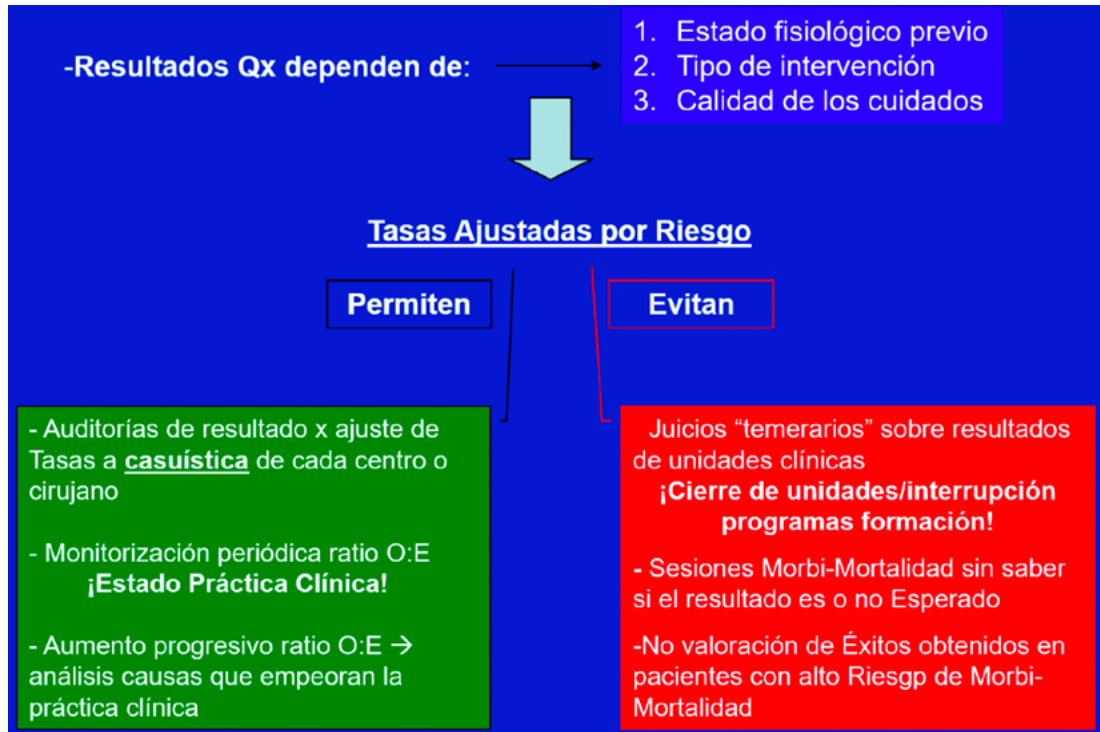 -Resultados Qx dependen de:
1. Estado fisiológico previo
2. Tipo de intervención
3. Calidad de los cuidados
Tasas Ajustadas por Riesgo
Permiten
Evitan
- Auditorías de resultado x ajuste de
Tasas a casuística de cada centro o
cirujano
- Monitorización periódica ratio O:E
¡Estado Práctica Clínica!
- Aumento progresivo ratio O:E →
análisis causas que empeoran la
práctica clínica
Juicios “temerarios” sobre resultados
de unidades clínicas
¡Cierre de unidades/interrupción
programas formación!
- Sesiones Morbi-Mortalidad sin saber
si el resultado es o no Esperado
-No valoración de Éxitos obtenidos en
pacientes con alto Riesgp de Morbi-
Mortalidad